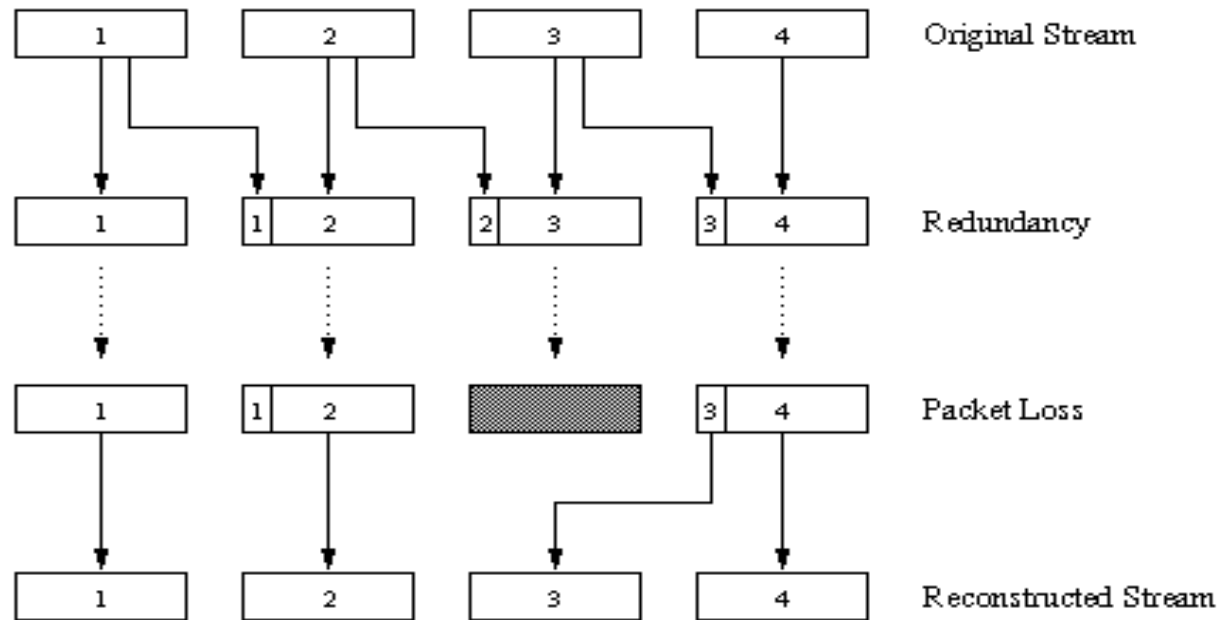 1 2 3 4 Original Stream
1 1 2 2 3 3 4 Redundancy
1 1 2 3 4 Packet Loss
1 2 3 4 Reconstructed Stream